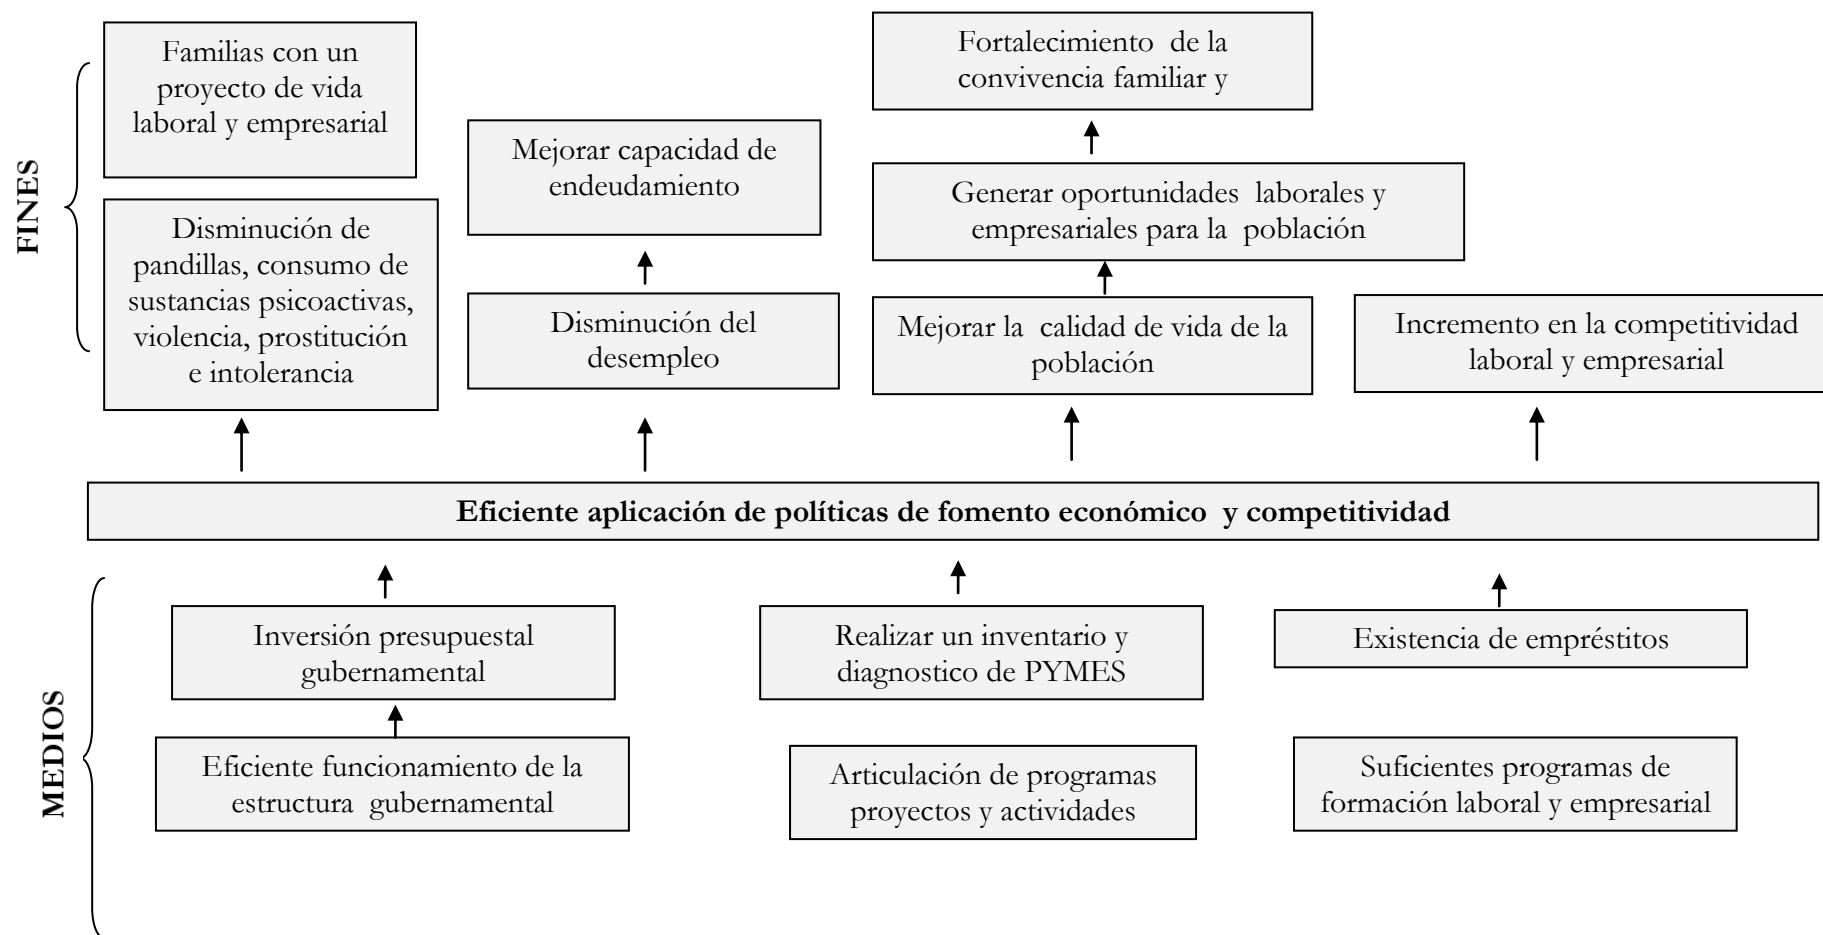 FINES
Familias con un
proyecto de vida
laboral y empresarial
Disminución de
pandillas, consumo de
sustancias psicoactivas,
violencia, prostitución
e intolerancia
Mejorar capacidad de
endeudamiento
Disminución del
desempleo
Fortalecimiento de la
convivencia familiar y
Generar oportunidades laborales y
empresariales para la población
Mejorar la calidad de vida de la
población
Incremento en la competitividad
laboral y empresarial
Eficiente aplicación de políticas de fomento económico y competitividad
MEDIOS
Inversión presupuestal
gubernamental
Eficiente funcionamiento de la
estructura gubernamental
Realizar un inventario y
diagnostico de PYMES
Articulación de programas
proyectos y actividades
Existencia de empréstitos
Suficientes programas de
formación laboral y empresarial